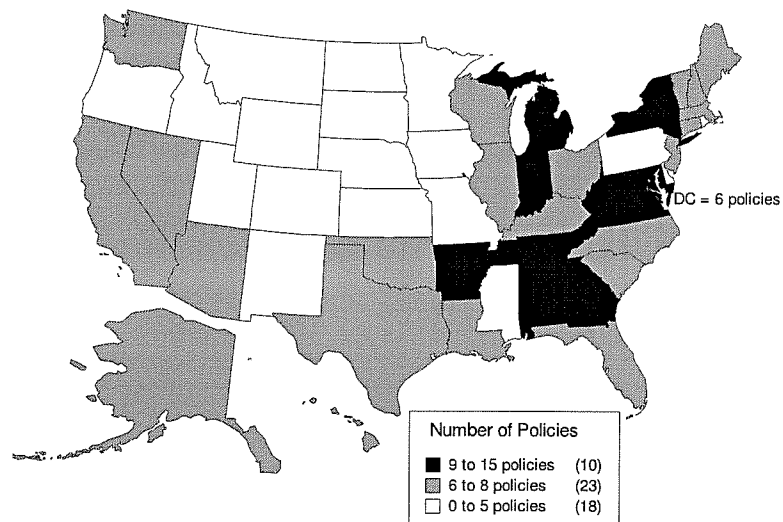 DC = 6 policies
Number of Policies
9 to 15 policies (10)
6 to 8 policies (23)
0 to 5 policies (18)